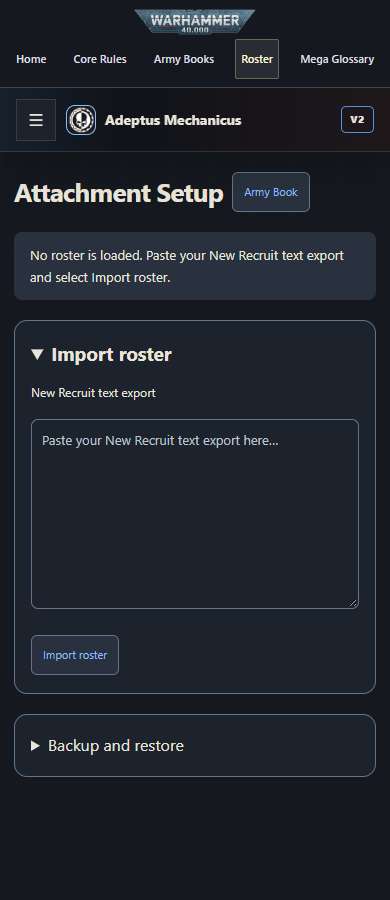 WARHAMMER
40,000
Home Core Rules Army Books Roster Mega Glossary
☰ Adeptus Mechanicus V2
Attachment Setup Army Book
No roster is loaded. Paste your New Recruit text export
and select Import roster.
▼ Import roster
New Recruit text export
Paste your New Recruit text export here...
Import roster
▶ Backup and restore